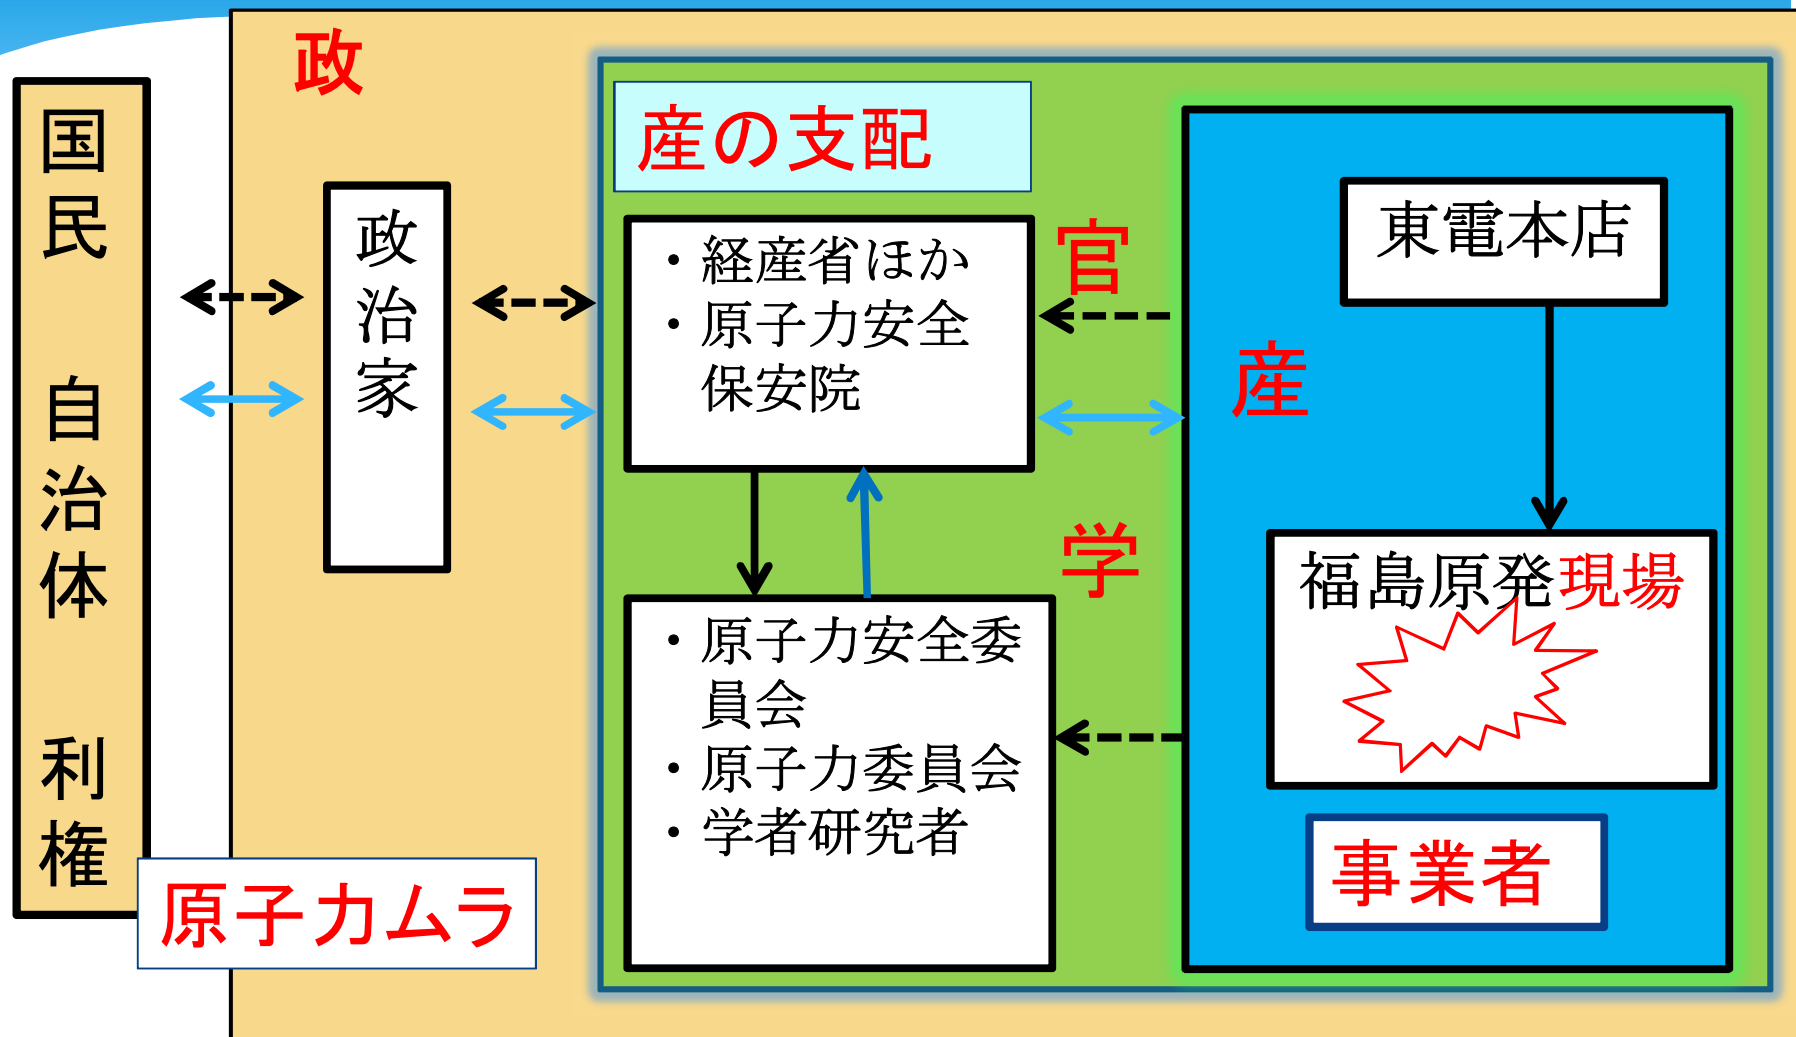 国民 自治体 利権
政
政治家
原子力ムラ
産の支配
・経産省ほか
・原子力安全
保安院
官
学
・原子力安全委
員会
・原子力委員会
・学者研究者
産
東電本店
福島原発現場
事業者